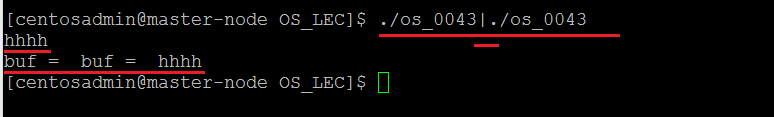 [centosadmin@master-node OS_LEC]$ ./os_0043|./os_0043
hhhh
buf =  buf =  hhhh
[centosadmin@master-node OS_LEC]$